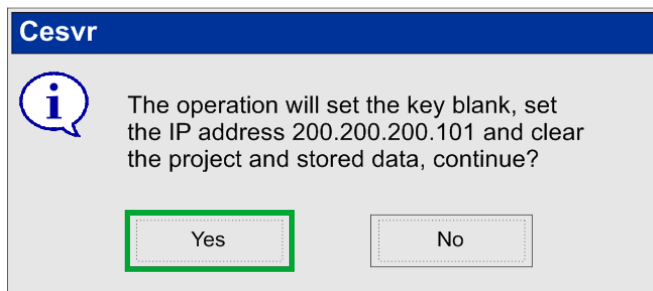 Cesvr
The operation will set the key blank, set
the IP address 200.200.200.101 and clear
the project and stored data, continue?
Yes
No